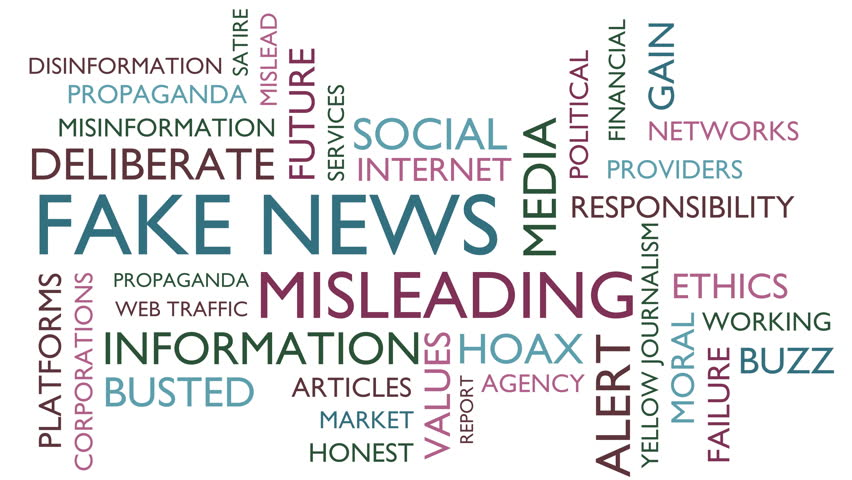 DISINFORMATION
SATIRE
MISLEAD
PROPAGANDA
MISINFORMATION
DELIBERATE
FUTURE
SERVICES
SOCIAL
INTERNET
MEDIA
POLITICAL
FINANCIAL
GAIN
NETWORKS
PROVIDERS
RESPONSIBILITY
FAKE NEWS
PLATFORMS
CORPORATIONS
PROPAGANDA
WEB TRAFFIC
MISLEADING
INFORMATION
BUSTED
ARTICLES
MARKET
HONEST
VALUES
REPORT
HOAX
AGENCY
ALERT
YELLOW JOURNALISM
ETHICS
MORAL
WORKING
FAILURE
BUZZ